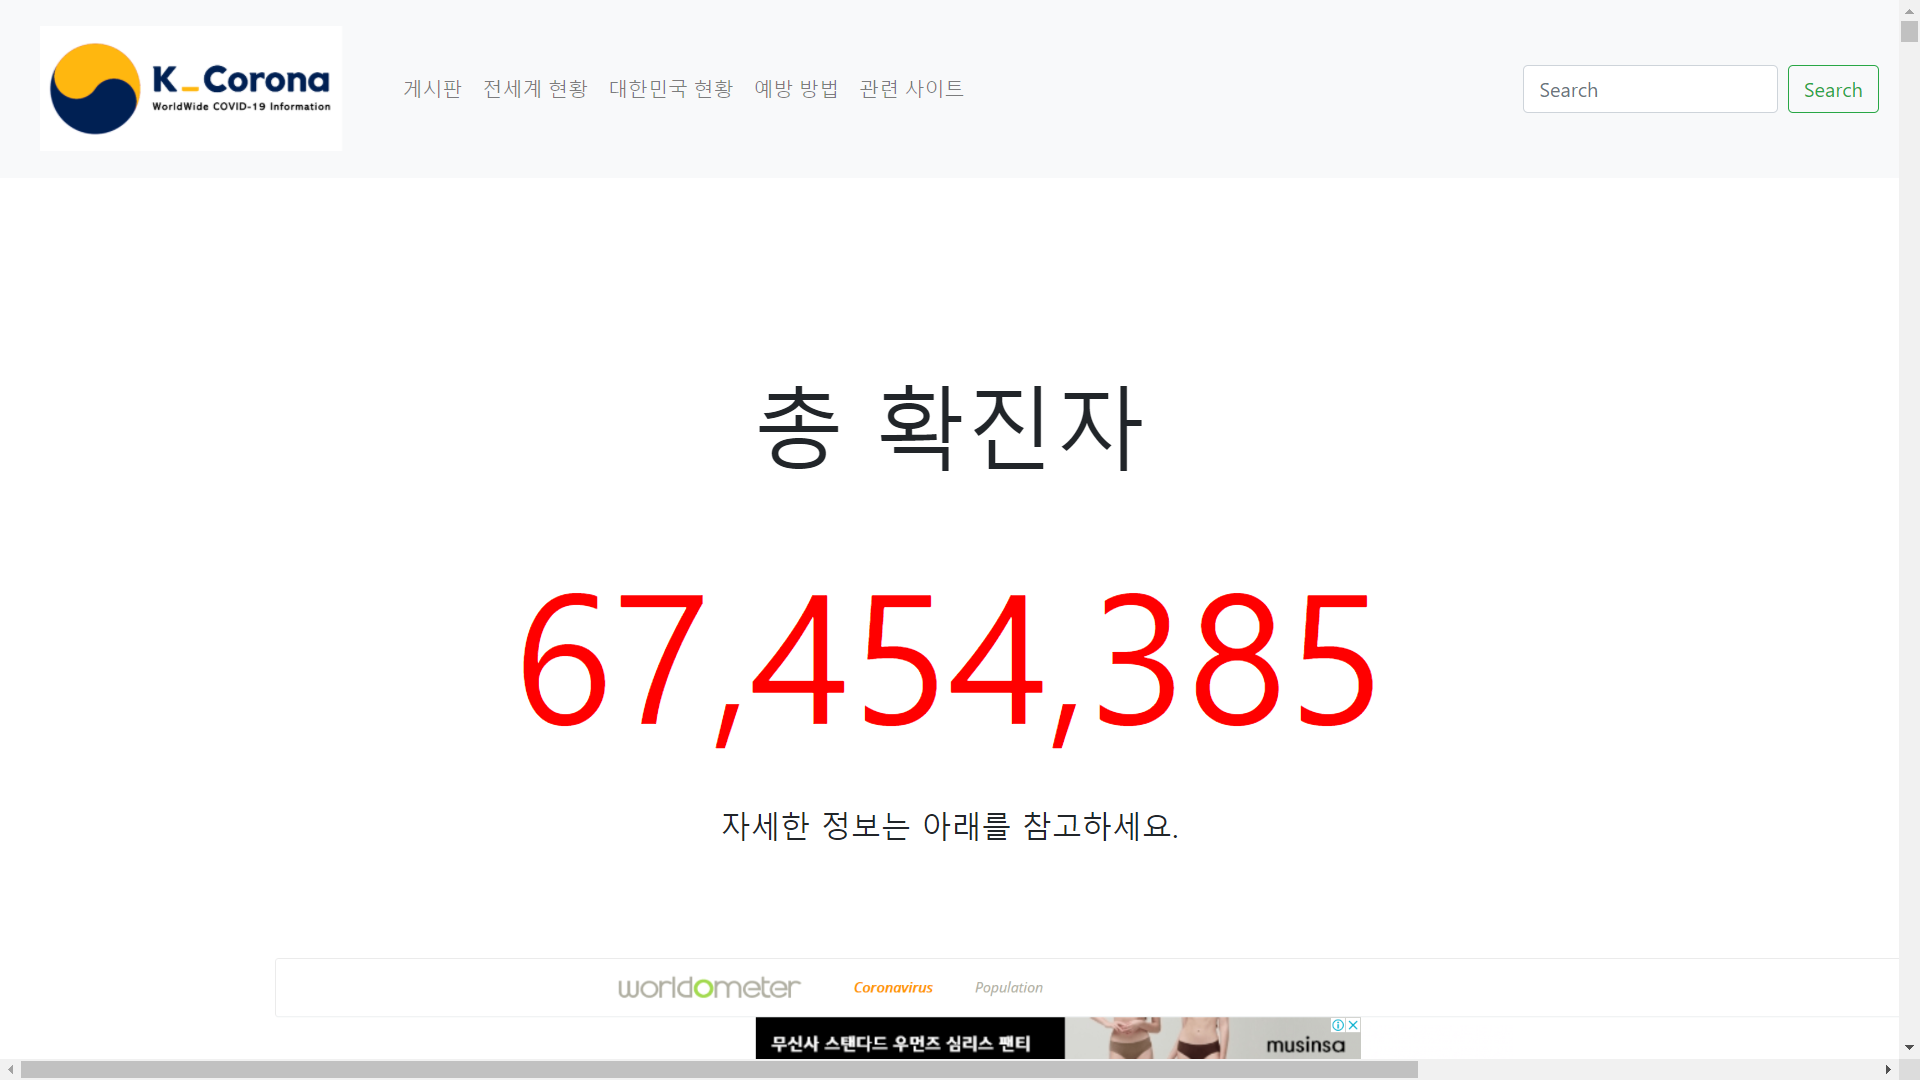 K_Corona
WorldWide COVID-19 Information
게시판 전세계 현황 대한민국 현황 예방 방법 관련 사이트
Search Search
총 확진자
67,454,385
자세한 정보는 아래를 참고하세요.
worldometer Coronavirus Population
무신사 스탠다드 우먼즈 심리스 팬티 musinsa